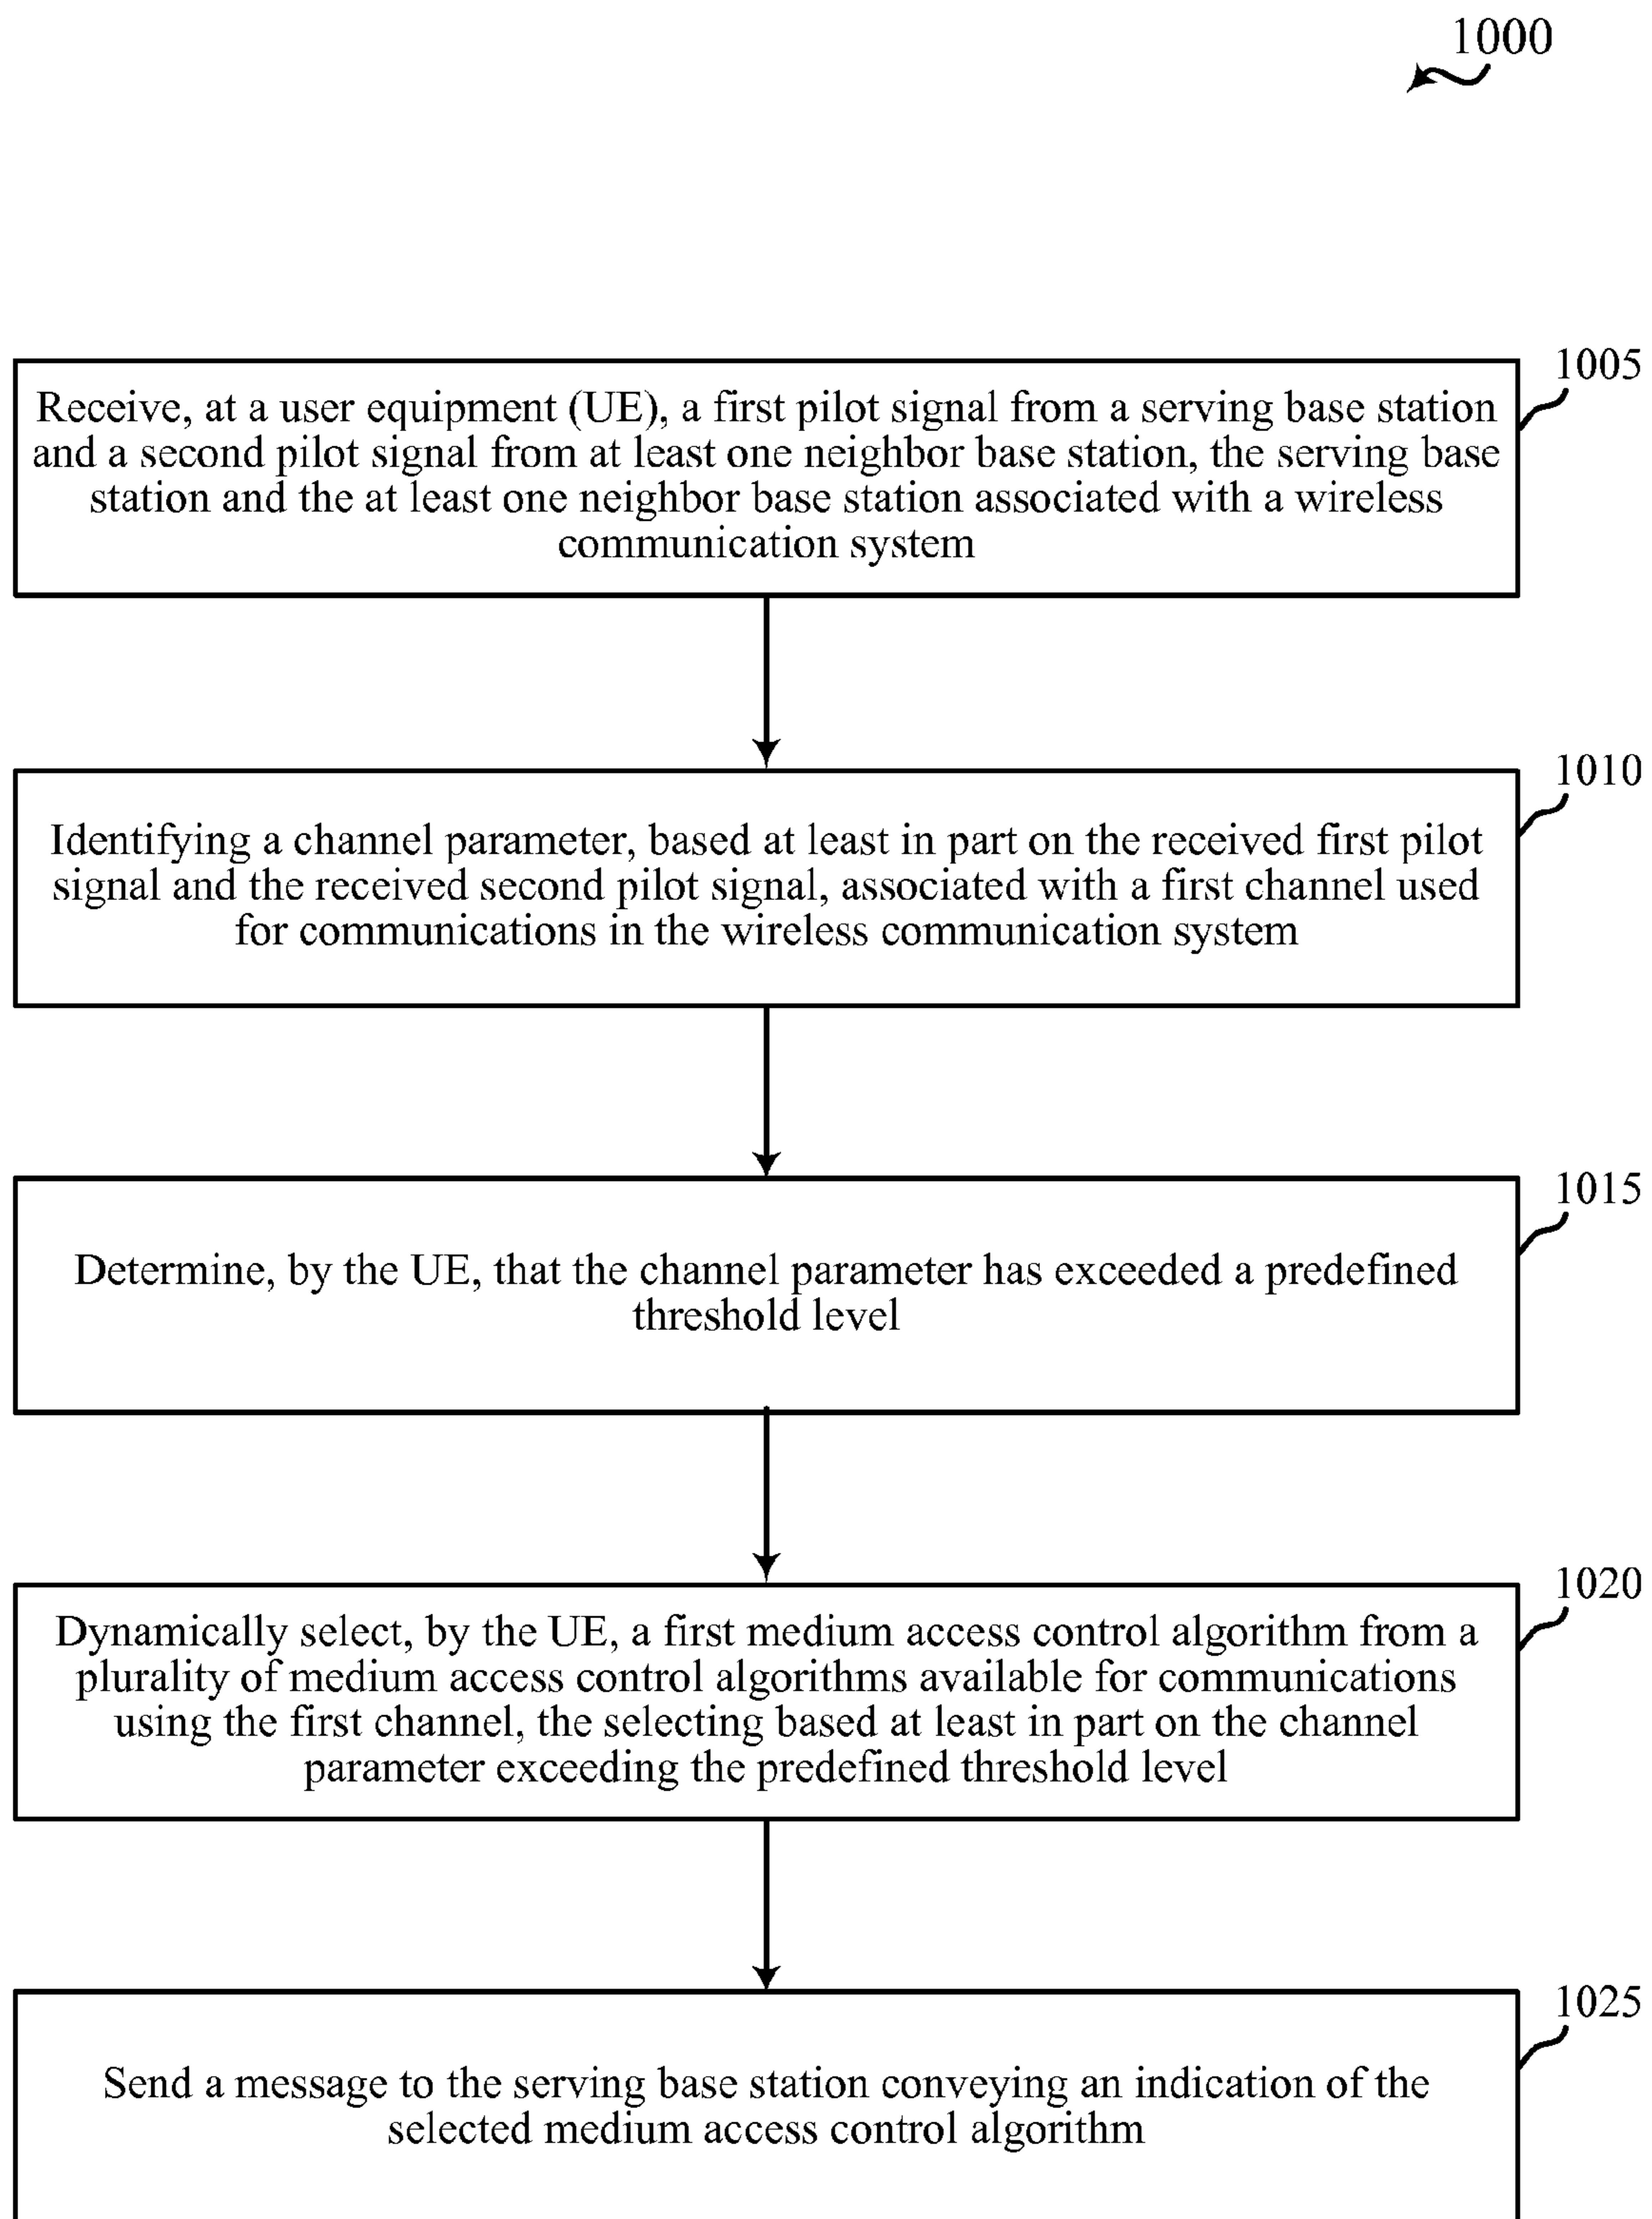 1000
1005
Receive, at a user equipment (UE), a first pilot signal from a serving base station
and a second pilot signal from at least one neighbor base station, the serving base
station and the at least one neighbor base station associated with a wireless
communication system
1010
Identifying a channel parameter, based at least in part on the received first pilot
signal and the received second pilot signal, associated with a first channel used
for communications in the wireless communication system
1015
Determine, by the UE, that the channel parameter has exceeded a predefined
threshold level
1020
Dynamically select, by the UE, a first medium access control algorithm from a
plurality of medium access control algorithms available for communications
using the first channel, the selecting based at least in part on the channel
parameter exceeding the predefined threshold level
1025
Send a message to the serving base station conveying an indication of the
selected medium access control algorithm